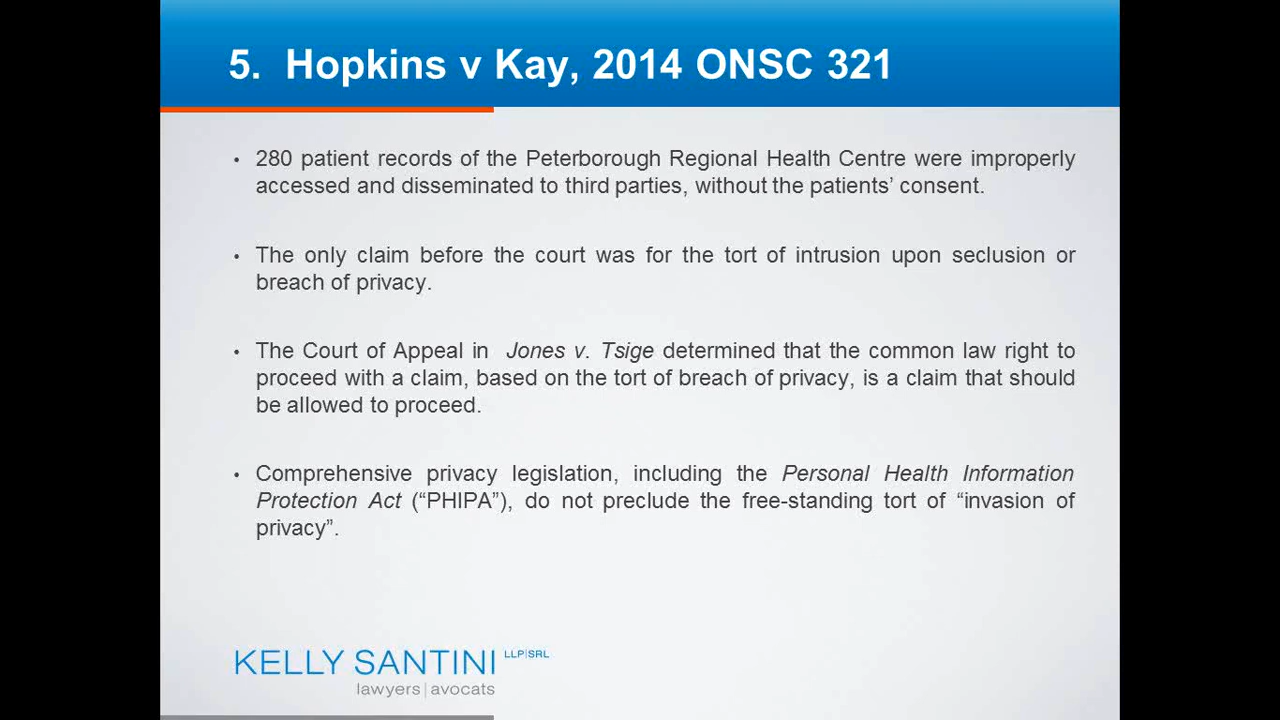 5. Hopkins v Kay, 2014 ONSC 321
• 280 patient records of the Peterborough Regional Health Centre were improperly
accessed and disseminated to third parties, without the patients’ consent.
• The only claim before the court was for the tort of intrusion upon seclusion or
breach of privacy.
• The Court of Appeal in Jones v. Tsige determined that the common law right to
proceed with a claim, based on the tort of breach of privacy, is a claim that should
be allowed to proceed.
• Comprehensive privacy legislation, including the Personal Health Information
Protection Act (“PHIPA”), do not preclude the free-standing tort of “invasion of
privacy”.
KELLY SANTINI LLP|SRL
lawyers|avocats